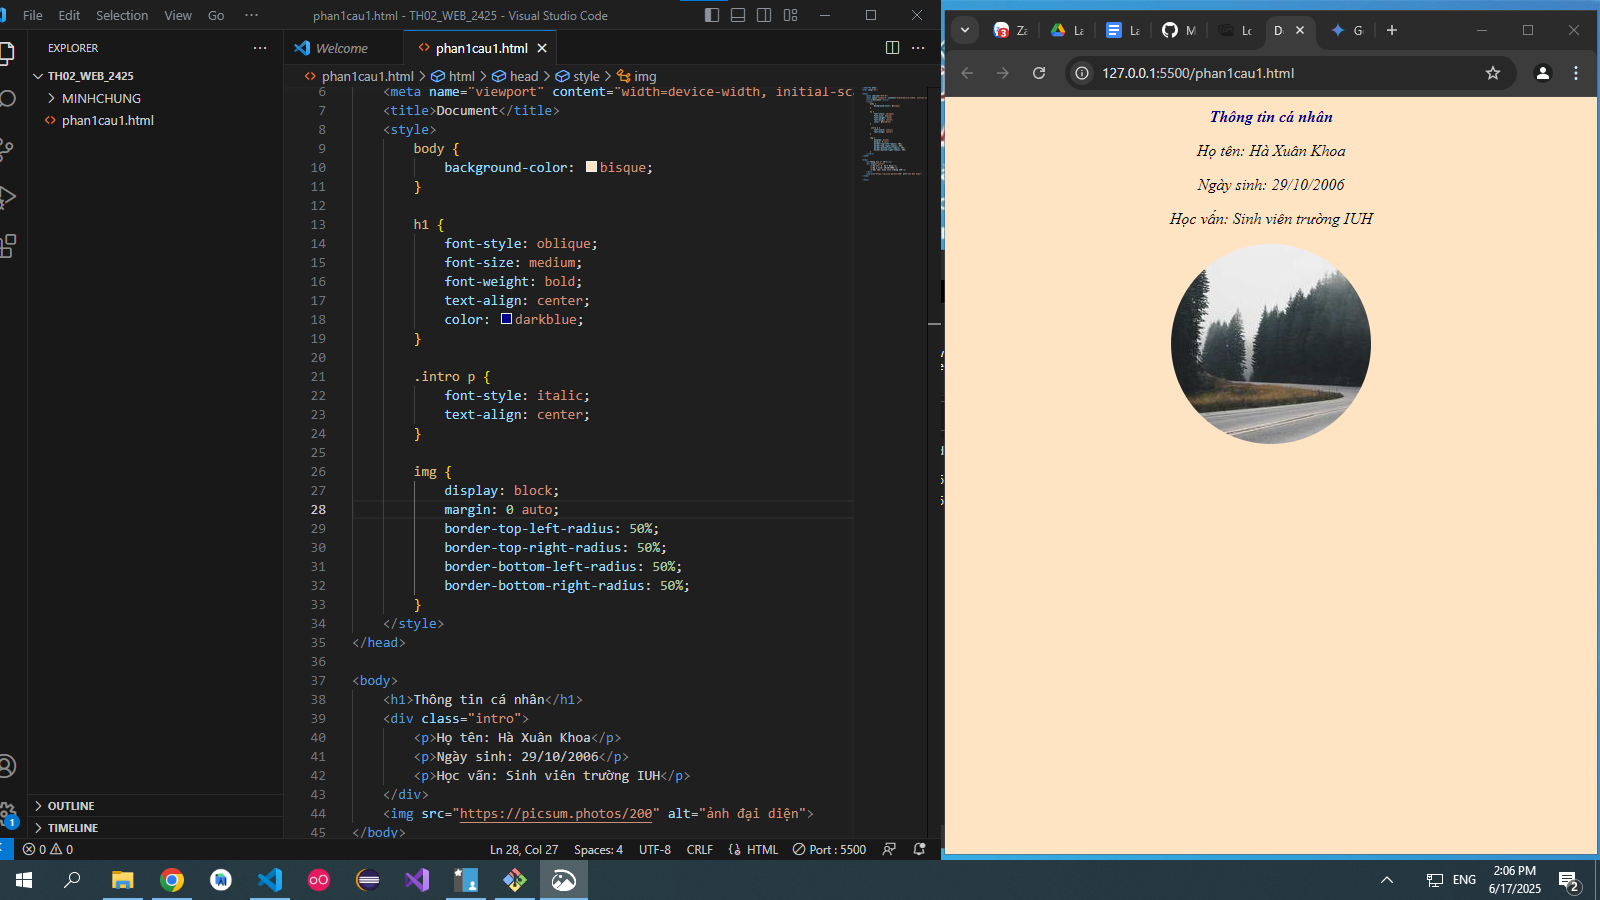 File Edit Selection View Go ··· phan1cau1.html - TH02_WEB_2425 - Visual Studio Code
EXPLORER ···
TH02_WEB_2425
MINHCHUNG
phan1cau1.html
OUTLINE
TIMELINE
Welcome phan1cau1.html
phan1cau1.html > html > head > style > img
6 <meta name="viewport" content="width=device-width, initial-sc
7 <title>Document</title>
8 <style>
9 body {
10 background-color: bisque;
11 }
12
13 h1 {
14 font-style: oblique;
15 font-size: medium;
16 font-weight: bold;
17 text-align: center;
18 color: darkblue;
19 }
20
21 .intro p {
22 font-style: italic;
23 text-align: center;
24 }
25
26 img {
27 display: block;
28 margin: 0 auto;
29 border-top-left-radius: 50%;
30 border-top-right-radius: 50%;
31 border-bottom-left-radius: 50%;
32 border-bottom-right-radius: 50%;
33 }
34 </style>
35 </head>
36
37 <body>
38 <h1>Thông tin cá nhân</h1>
39 <div class="intro">
40 <p>Họ tên: Hà Xuân Khoa</p>
41 <p>Ngày sinh: 29/10/2006</p>
42 <p>Học vấn: Sinh viên trường IUH</p>
43 </div>
44 <img src="https://picsum.photos/200" alt="ảnh đại diện">
45 </body>
1
0 0 Ln 28, Col 27 Spaces: 4 UTF-8 CRLF HTML Port : 5500
127.0.0.1:5500/phan1cau1.html
Thông tin cá nhân
Họ tên: Hà Xuân Khoa
Ngày sinh: 29/10/2006
Học vấn: Sinh viên trường IUH
ENG
2:06 PM
6/17/2025
2